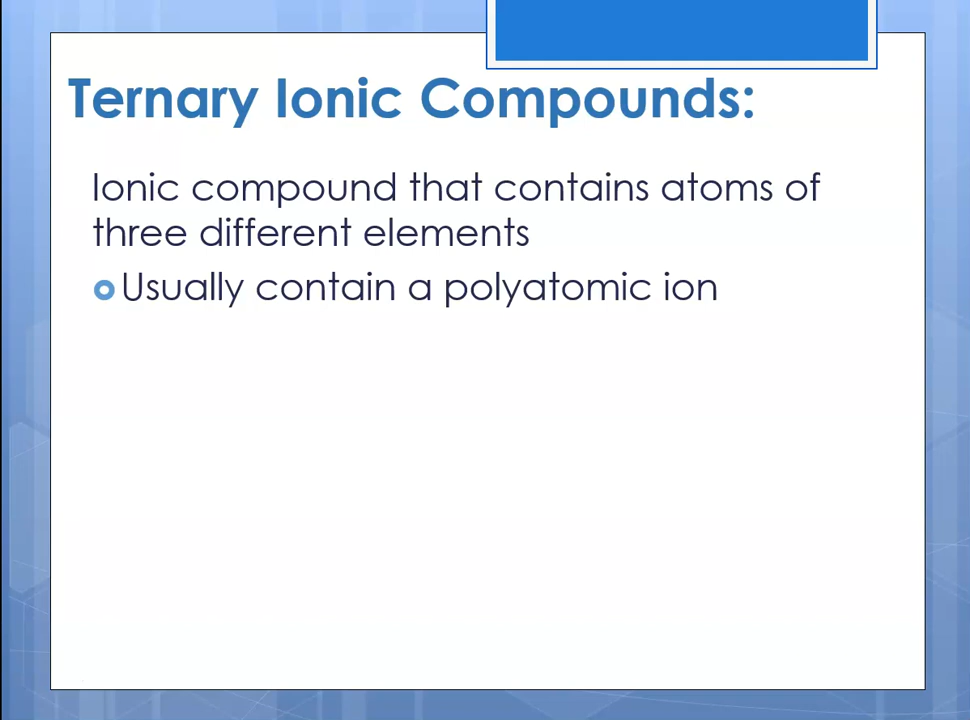 Ternary Ionic Compounds:
Ionic compound that contains atoms of
three different elements
Usually contain a polyatomic ion